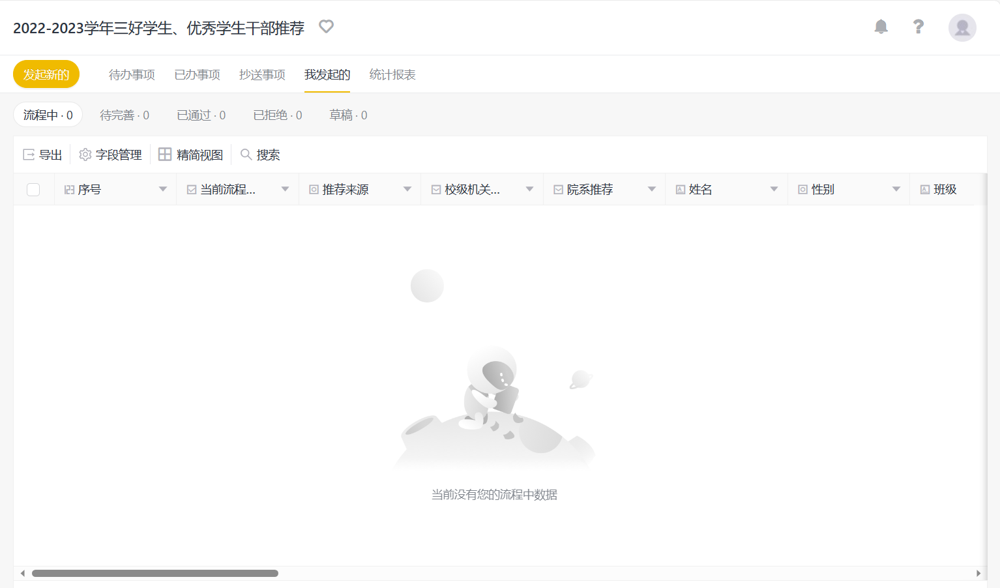 2022-2023学年三好学生、优秀学生干部推荐
发起新的 待办事项 已办事项 抄送事项 我发起的 统计报表
流程中 · 0 待完善 · 0 已通过 · 0 已拒绝 · 0 草稿 · 0
导出 字段管理 精简视图 搜索
序号 当前流程... 推荐来源 校级机关... 院系推荐 姓名 性别 班级
当前没有您的流程中数据